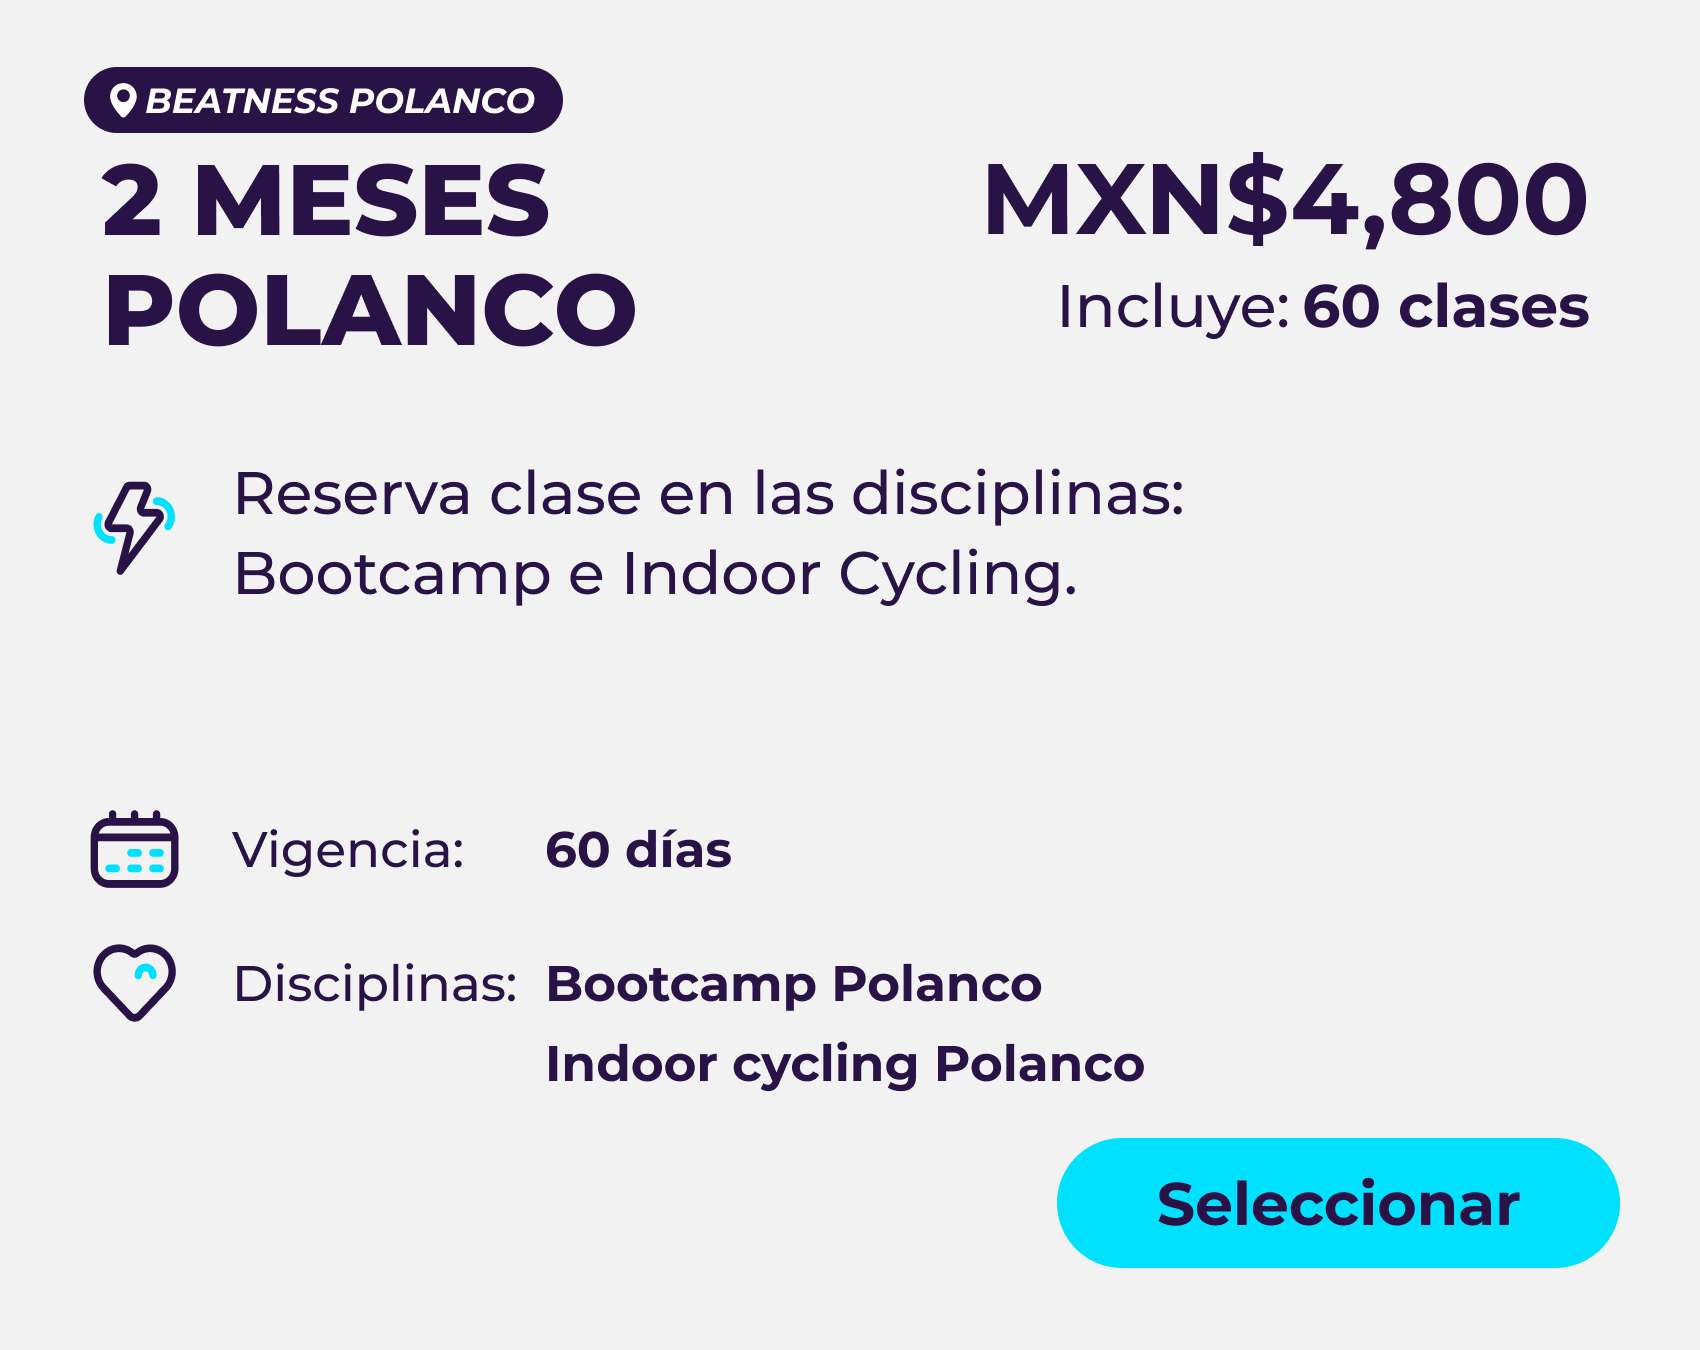 BEATNESS POLANCO
2 MESES
POLANCO
MXN$4,800
Incluye: 60 clases
Reserva clase en las disciplinas:
Bootcamp e Indoor Cycling.
Vigencia: 60 días
Disciplinas: Bootcamp Polanco
Indoor cycling Polanco
Seleccionar